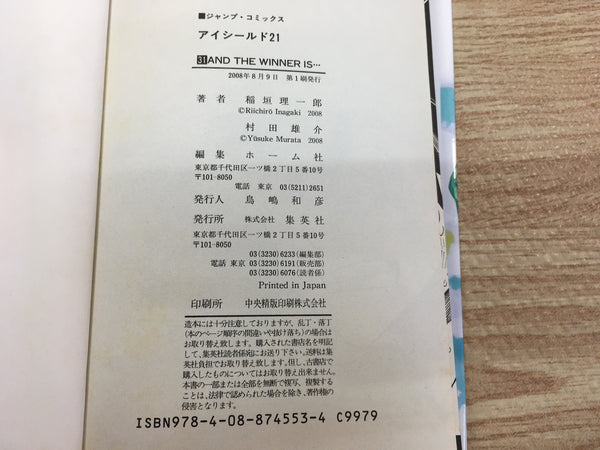 ■ジャンプ・コミックス
アイシールド21
31AND THE WINNER IS…
2008年8月9日 第1刷発行
著者 稲垣理一郎
©Riichirō Inagaki 2008
村田雄介
©Yūsuke Murata 2008
編集 ホーム社
東京都千代田区一ツ橋2丁目5番10号
〒101-8050
電話 東京 03(5211)2651
発行人 鳥嶋和彦
発行所 株式会社 集英社
東京都千代田区一ツ橋2丁目5番10号
〒101-8050
03(3230)6233(編集部)
電話 東京 03(3230)6191(販売部)
03(3230)6076(読者係)
Printed in Japan
印刷所 中央精版印刷株式会社
造本には十分注意しておりますが、乱丁・落丁
(本のページ順序の間違いや抜け落ち)の場合は
お取り替え致します。購入された書店名を明記し
て、集英社読者係宛にお送り下さい。送料は集
英社負担でお取り替え致します。但し、古書店で
購入したものについてはお取り替え出来ません。
本書の一部または全部を無断で複写、複製する
ことは、法律で認められた場合を除き、著作権の
侵害となります。
ISBN978-4-08-874553-4 C9979